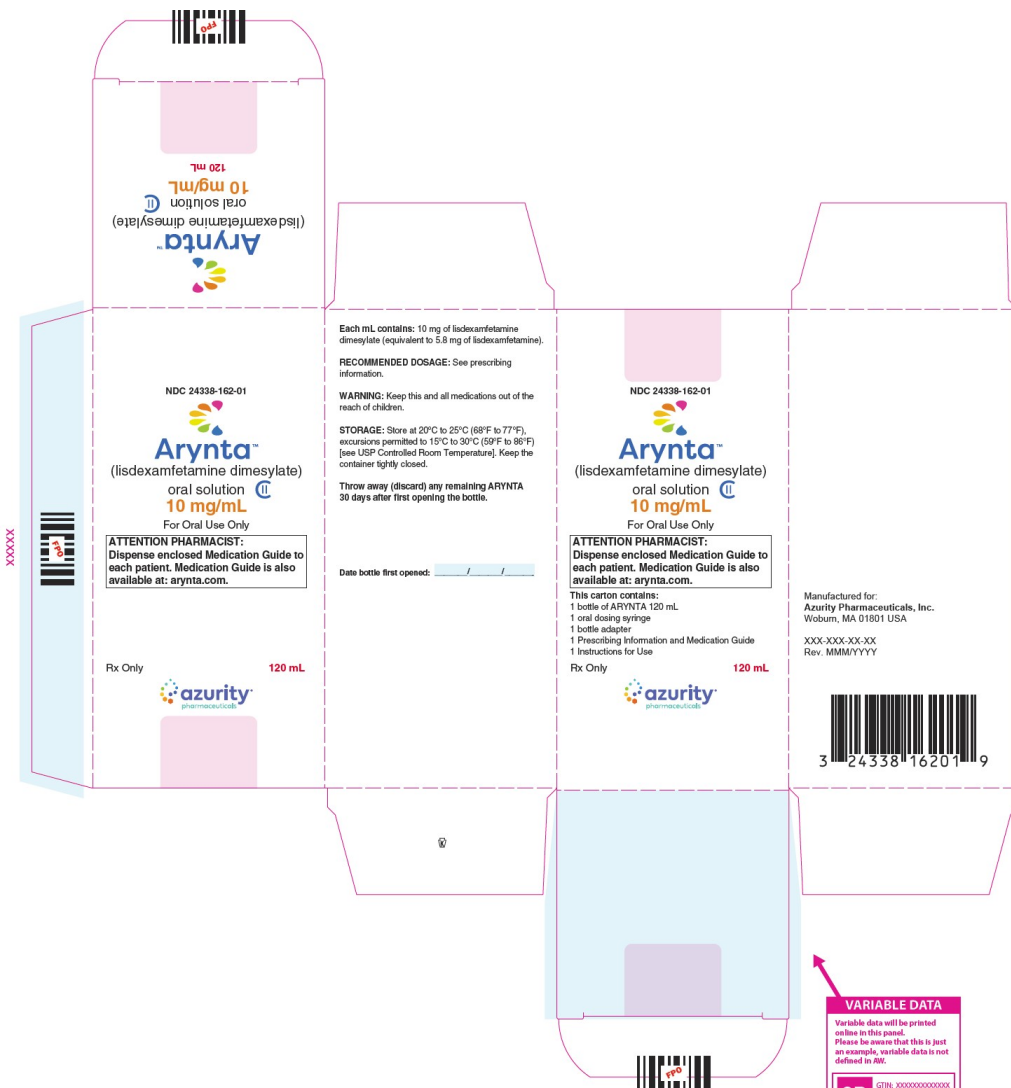 FPO
120 mL
10 mg/mL
oral solution CII
(lisdexamfetamine dimesylate)
Arynta™
XXXXX
FPO
NDC 24338-162-01
Arynta™
(lisdexamfetamine dimesylate)
oral solution CII
10 mg/mL
For Oral Use Only
ATTENTION PHARMACIST:
Dispense enclosed Medication Guide to
each patient. Medication Guide is also
available at: arynta.com.
Rx Only 120 mL
azurity
pharmaceuticals
Each mL contains: 10 mg of lisdexamfetamine
dimesylate (equivalent to 5.8 mg of lisdexamfetamine).
RECOMMENDED DOSAGE: See prescribing
information.
WARNING: Keep this and all medications out of the
reach of children.
STORAGE: Store at 20°C to 25°C (68°F to 77°F),
excursions permitted to 15°C to 30°C (59°F to 86°F)
[see USP Controlled Room Temperature]. Keep the
container tightly closed.
Throw away (discard) any remaining ARYNTA
30 days after first opening the bottle.
Date bottle first opened: ______/______/______
NDC 24338-162-01
Arynta™
(lisdexamfetamine dimesylate)
oral solution CII
10 mg/mL
For Oral Use Only
ATTENTION PHARMACIST:
Dispense enclosed Medication Guide to
each patient. Medication Guide is also
available at: arynta.com.
This carton contains:
1 bottle of ARYNTA 120 mL
1 oral dosing syringe
1 bottle adapter
1 Prescribing Information and Medication Guide
1 Instructions for Use
Rx Only 120 mL
azurity
pharmaceuticals
Manufactured for:
Azurity Pharmaceuticals, Inc.
Woburn, MA 01801 USA
XXX-XXX-XX-XX
Rev. MMM/YYYY
3 24338 16201 9
FPO
VARIABLE DATA
Variable data will be printed
online in this panel.
Please be aware that this is just
an example, variable data is not
defined in AW.
GTIN: XXXXXXXXXXXXX